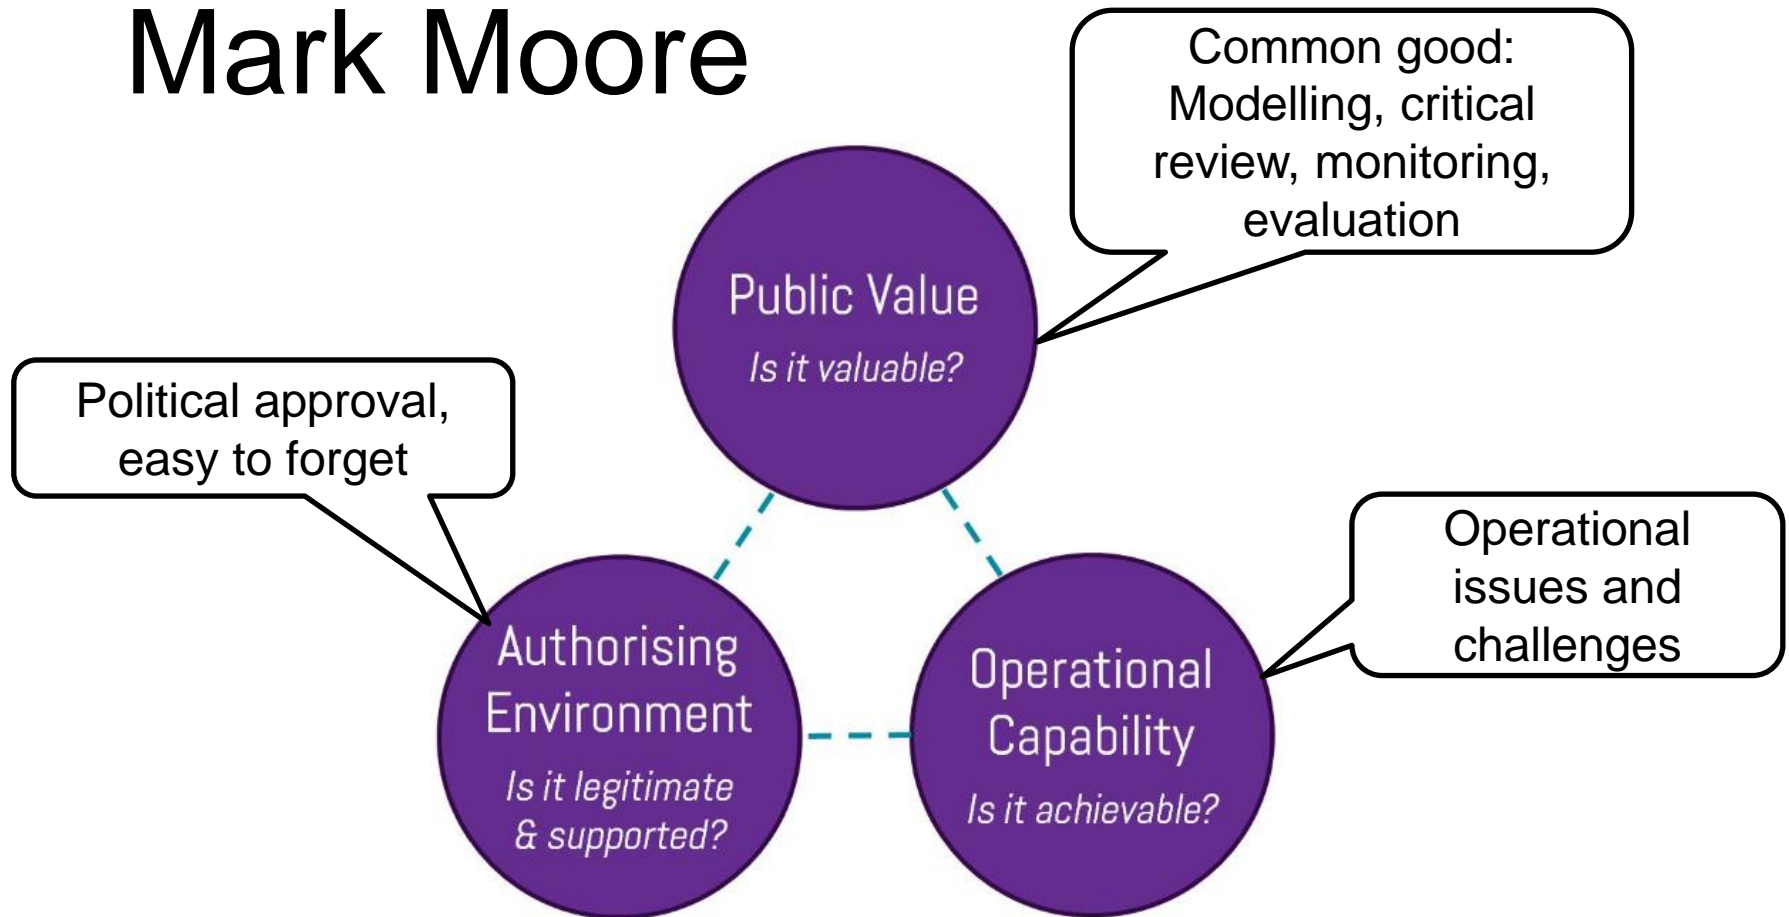 Mark Moore
Common good:
Modelling, critical
review, monitoring,
evaluation
Public Value
Is it valuable?
Political approval,
easy to forget
Authorising
Environment
Is it legitimate
& supported?
Operational
Capability
Is it achievable?
Operational
issues and
challenges